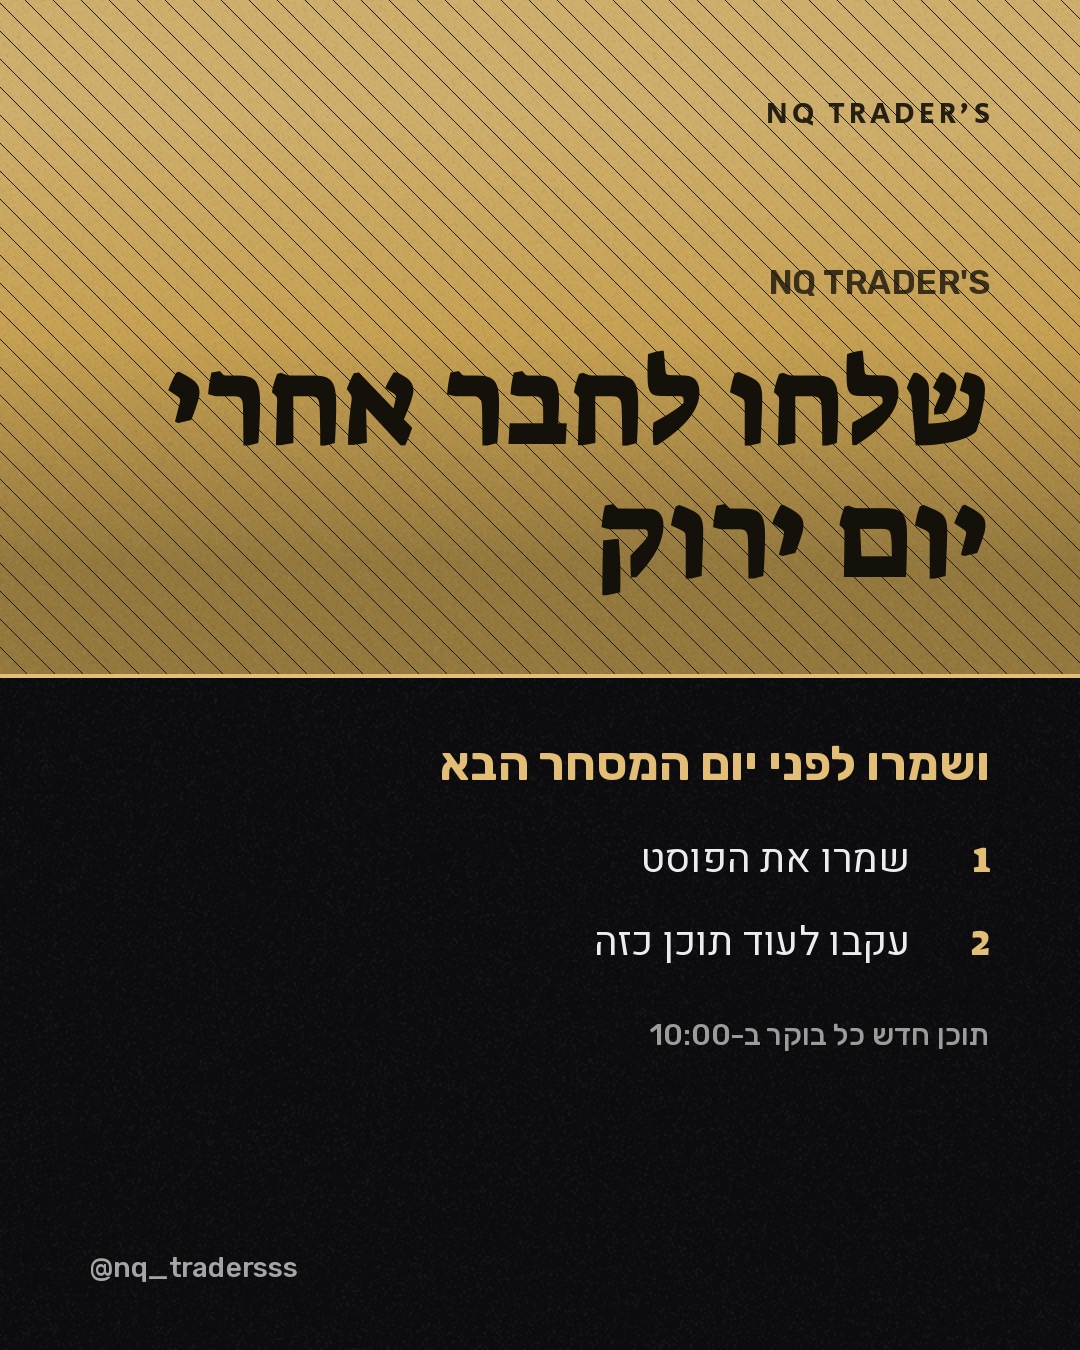 NQ TRADER’S
NQ TRADER'S
שלחו לחבר אחרי
יום ירוק
ושמרו לפני יום המסחר הבא
1 שמרו את הפוסט
2 עקבו לעוד תוכן כזה
תוכן חדש כל בוקר ב-10:00
@nq_tradersss